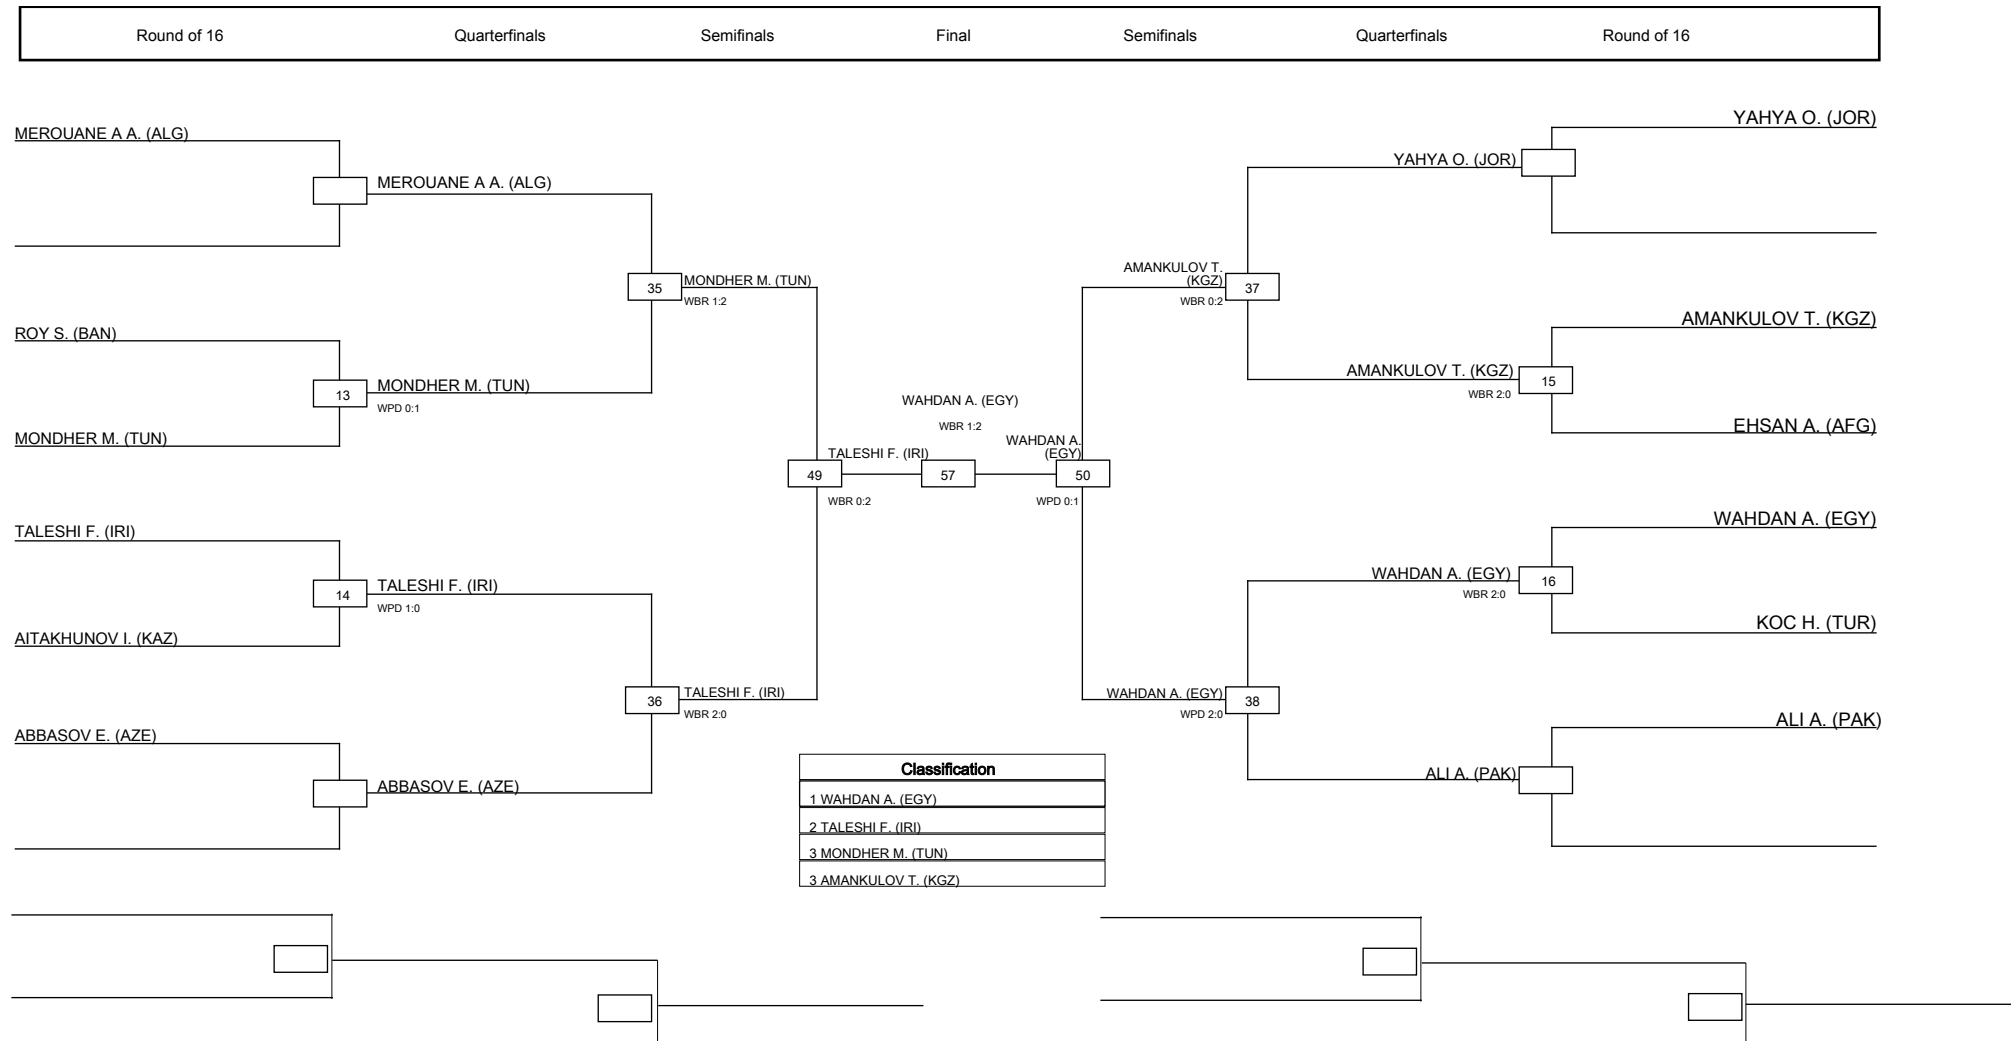 Round of 16 Quarterfinals Semifinals Final Semifinals Quarterfinals Round of 16
MEROUANE A A. (ALG)
MEROUANE A A. (ALG)
ROY S. (BAN)
13
MONDHER M. (TUN)
WPD 0:1
MONDHER M. (TUN)
35
MONDHER M. (TUN)
WBR 1:2
TALESHI F. (IRI)
14
TALESHI F. (IRI)
WPD 1:0
AITAKHUNOV I. (KAZ)
ABBASOV E. (AZE)
ABBASOV E. (AZE)
36
TALESHI F. (IRI)
WBR 2:0
49
TALESHI F. (IRI)
WBR 0:2
WAHDAN A. (EGY)
WBR 1:2
57
WAHDAN A.
(EGY)
50
WPD 0:1
AMANKULOV T.
(KGZ)
WBR 0:2
37
YAHYA O. (JOR)
YAHYA O. (JOR)
AMANKULOV T. (KGZ)
AMANKULOV T. (KGZ)
WBR 2:0
15
EHSAN A. (AFG)
WAHDAN A. (EGY)
WAHDAN A. (EGY)
WBR 2:0
16
KOC H. (TUR)
WAHDAN A. (EGY)
WPD 2:0
38
ALI A. (PAK)
ALI A. (PAK)
Classification
1 WAHDAN A. (EGY)
2 TALESHI F. (IRI)
3 MONDHER M. (TUN)
3 AMANKULOV T. (KGZ)